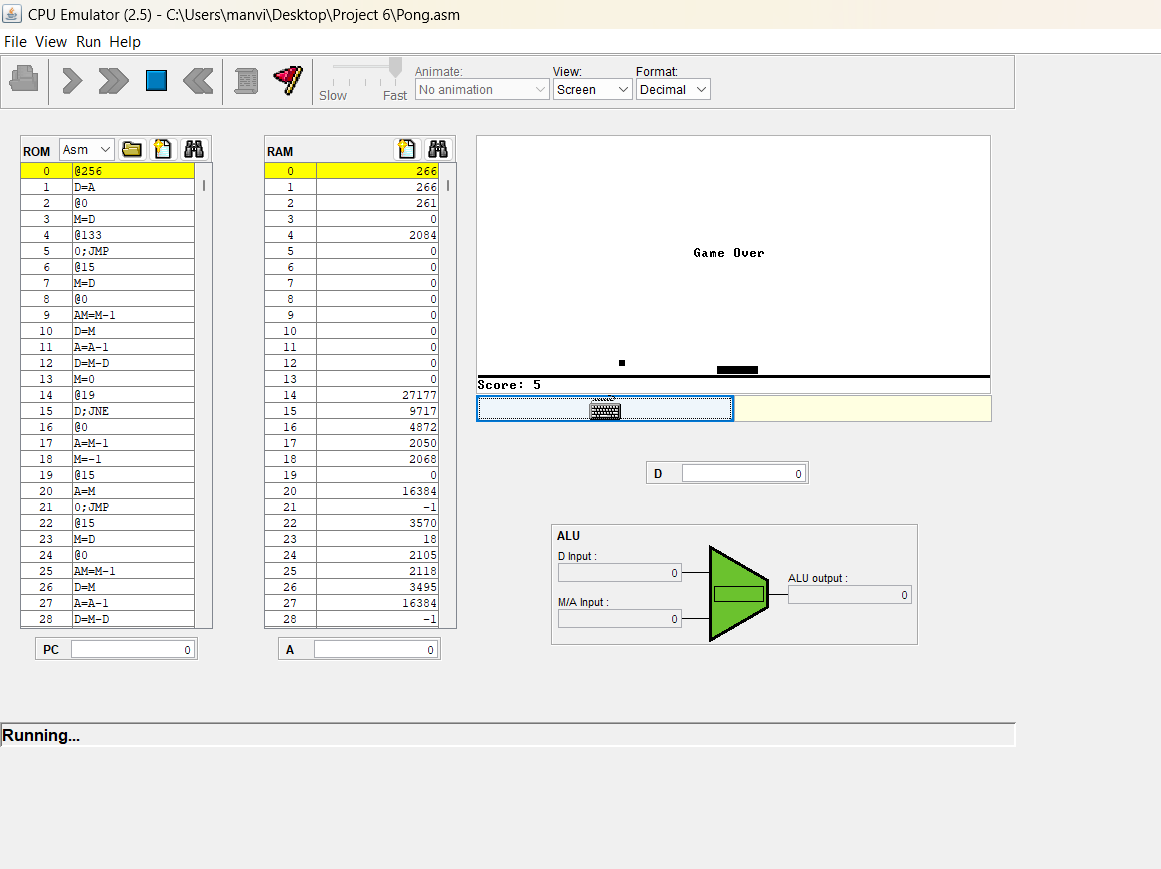 CPU Emulator (2.5) - C:\Users\manvi\Desktop\Project 6\Pong.asm
File View Run Help
Slow Fast
Animate:
No animation
View:
Screen
Format:
Decimal
ROM Asm
0 @256
1 D=A
2 @0
3 M=D
4 @133
5 0;JMP
6 @15
7 M=D
8 @0
9 AM=M-1
10 D=M
11 A=A-1
12 D=M-D
13 M=0
14 @19
15 D;JNE
16 @0
17 A=M-1
18 M=-1
19 @15
20 A=M
21 0;JMP
22 @15
23 M=D
24 @0
25 AM=M-1
26 D=M
27 A=A-1
28 D=M-D
PC 0
RAM
0 266
1 266
2 261
3 0
4 2084
5 0
6 0
7 0
8 0
9 0
10 0
11 0
12 0
13 0
14 27177
15 9717
16 4872
17 2050
18 2068
19 0
20 16384
21 -1
22 3570
23 18
24 2105
25 2118
26 3495
27 16384
28 -1
A 0
Game Over
Score: 5
D 0
ALU
D Input :
0
M/A Input :
0
ALU output :
0
Running...